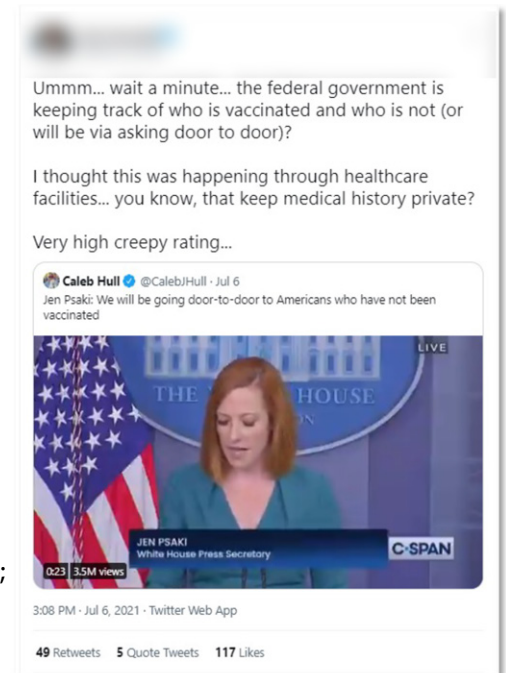 Ummm... wait a minute... the federal government is
keeping track of who is vaccinated and who is not (or
will be via asking door to door)?
I thought this was happening through healthcare
facilities... you know, that keep medical history private?
Very high creepy rating...
Caleb Hull @CalebJHull · Jul 6
Jen Psaki: We will be going door-to-door to Americans who have not been
vaccinated
LIVE
THE HOUSE
JEN PSAKI
White House Press Secretary
C-SPAN
0:23 3.5M views
;
3:08 PM · Jul 6, 2021 · Twitter Web App
49 Retweets 5 Quote Tweets 117 Likes